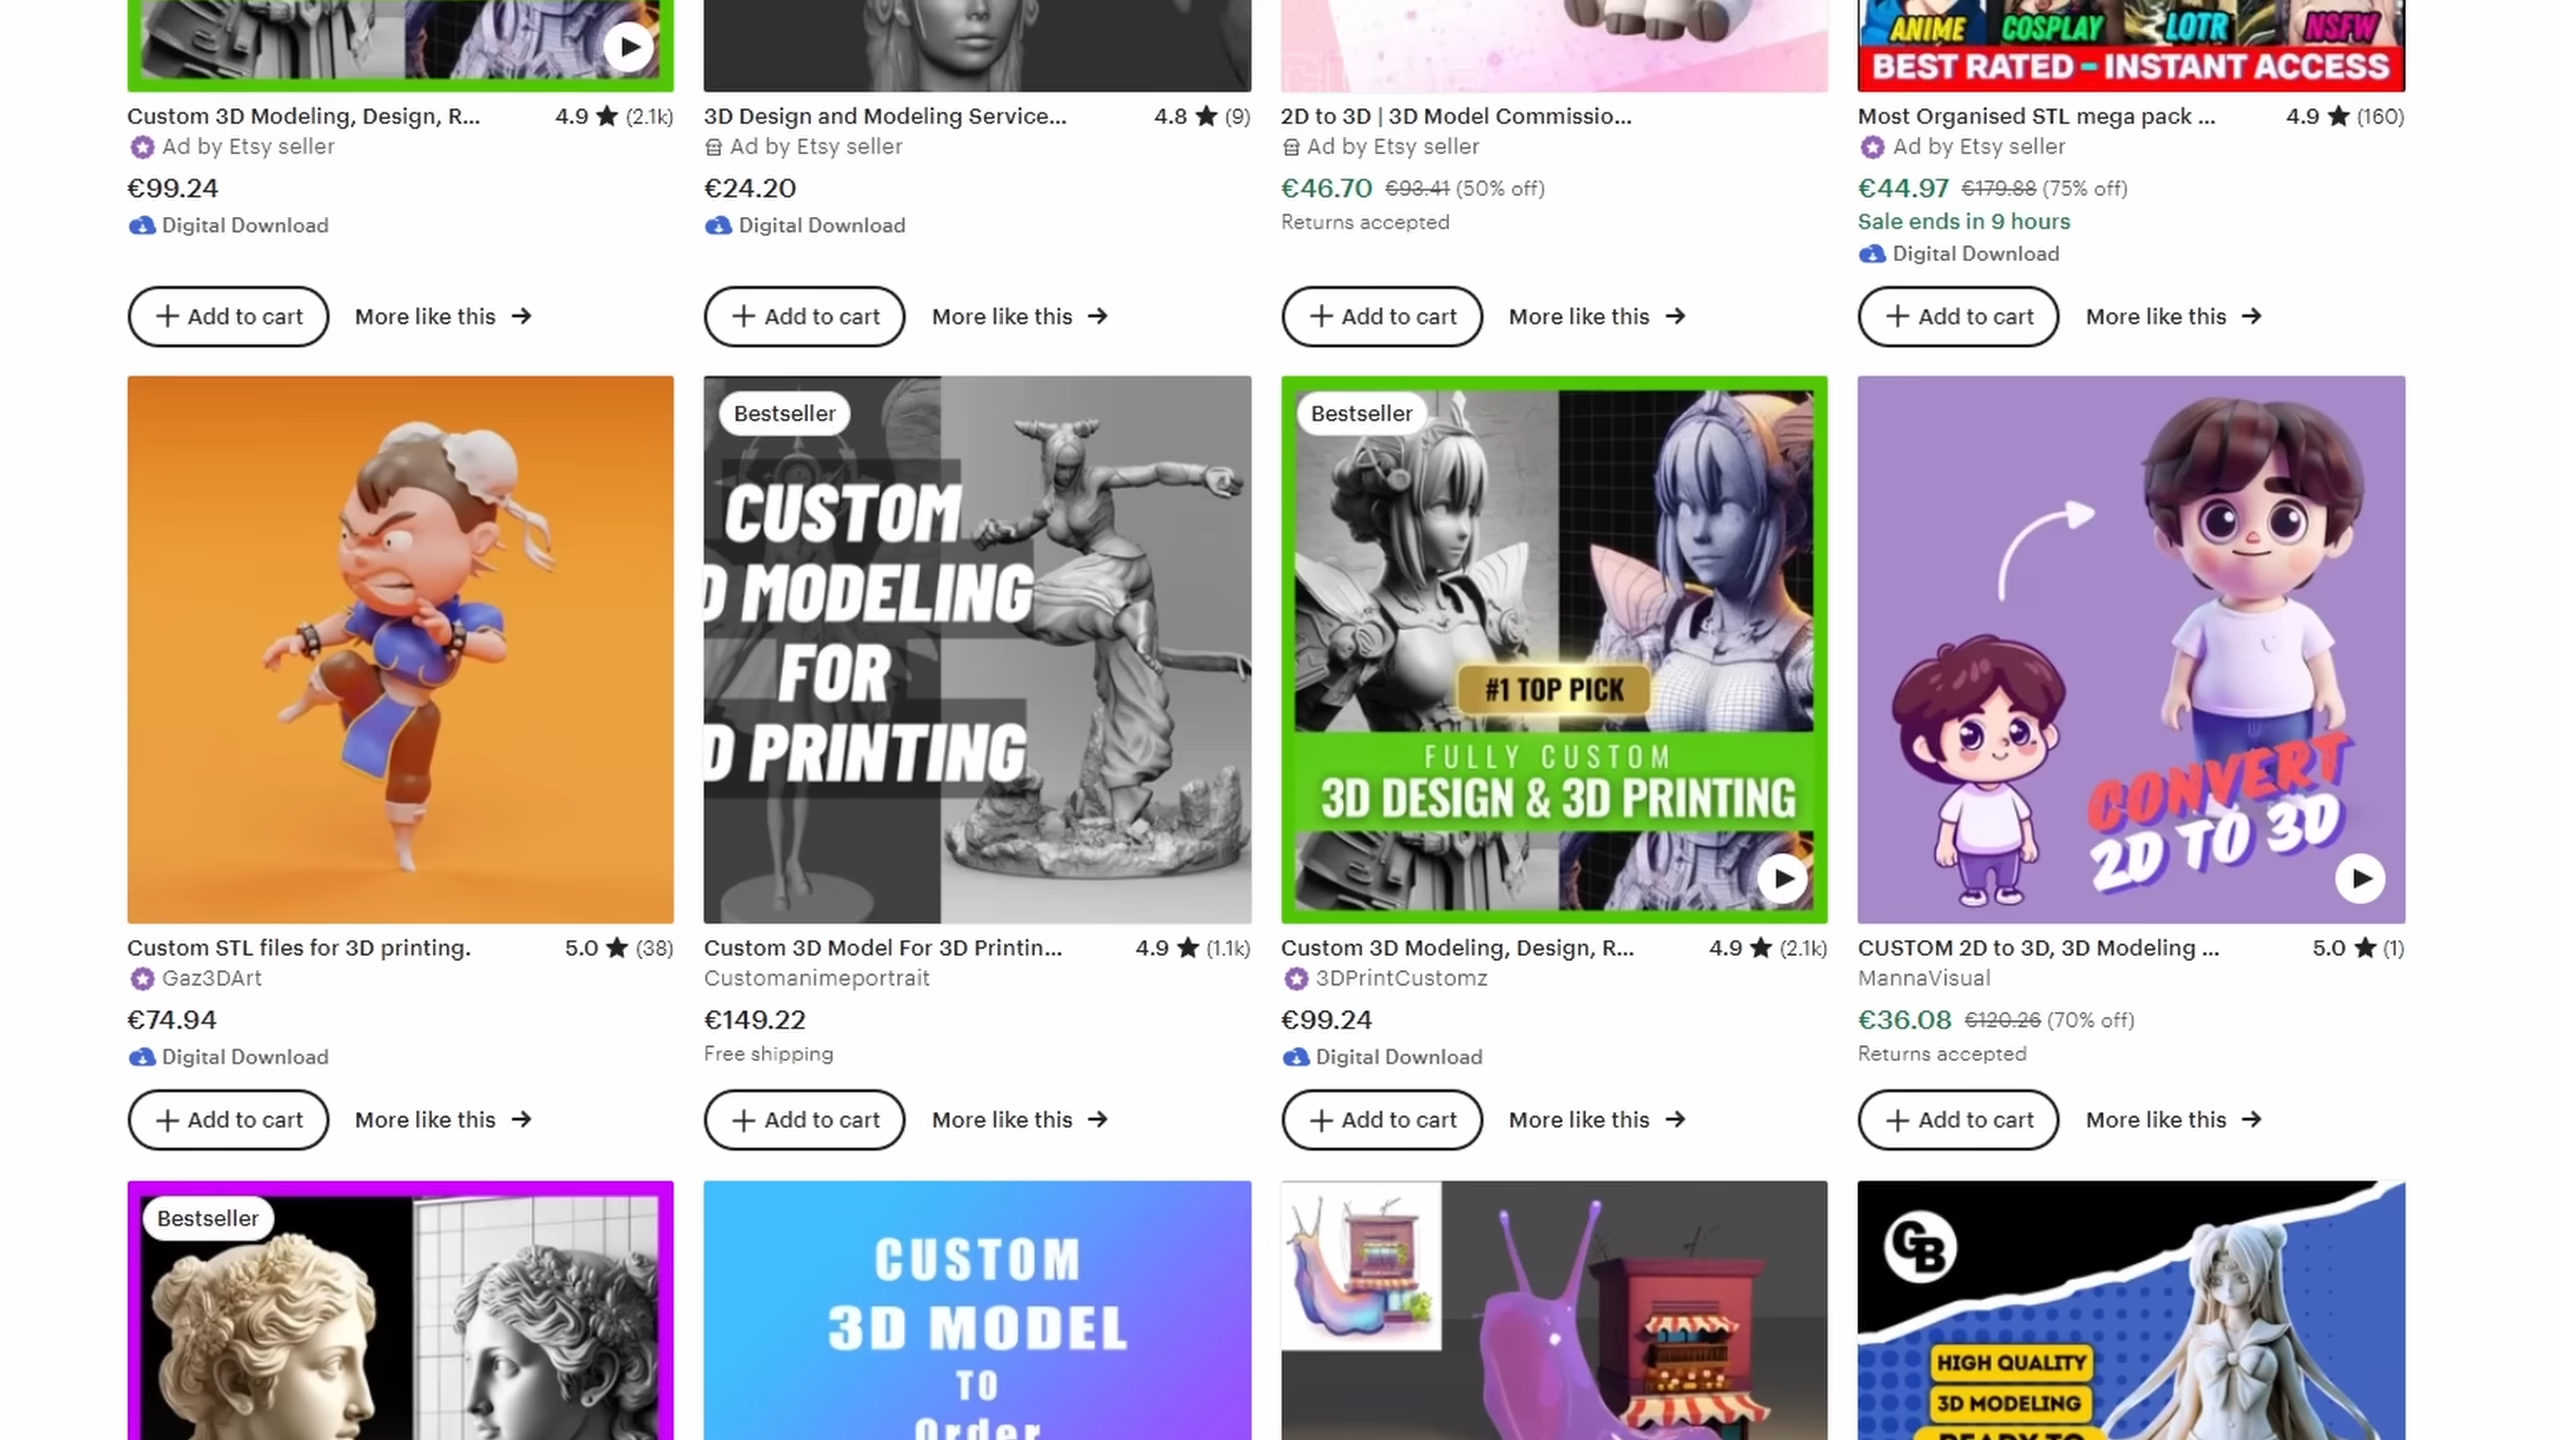 ANIME COSPLAY LOTR NSFW
BEST RATED - INSTANT ACCESS
Custom 3D Modeling, Design, R... 4.9 ★ (2.1k)
Ad by Etsy seller
€99.24
Digital Download
+ Add to cart More like this →
3D Design and Modeling Service... 4.8 ★ (9)
Ad by Etsy seller
€24.20
Digital Download
+ Add to cart More like this →
2D to 3D | 3D Model Commissio...
Ad by Etsy seller
€46.70 €93.41 (50% off)
Returns accepted
+ Add to cart More like this →
Most Organised STL mega pack ... 4.9 ★ (160)
Ad by Etsy seller
€44.97 €179.88 (75% off)
Sale ends in 9 hours
Digital Download
+ Add to cart More like this →
Custom STL files for 3D printing. 5.0 ★ (38)
Gaz3DArt
€74.94
Digital Download
+ Add to cart More like this →
Bestseller
CUSTOM
D MODELING
FOR
D PRINTING
Custom 3D Model For 3D Printin... 4.9 ★ (1.1k)
Customanimeportrait
€149.22
Free shipping
+ Add to cart More like this →
Bestseller
#1 TOP PICK
FULLY CUSTOM
3D DESIGN & 3D PRINTING
Custom 3D Modeling, Design, R... 4.9 ★ (2.1k)
3DPrintCustomz
€99.24
Digital Download
+ Add to cart More like this →
CONVERT
2D TO 3D
CUSTOM 2D to 3D, 3D Modeling ... 5.0 ★ (1)
MannaVisual
€36.08 €120.26 (70% off)
Returns accepted
+ Add to cart More like this →
Bestseller
CUSTOM
3D MODEL
TO
Order
GB
HIGH QUALITY
3D MODELING
READY TO